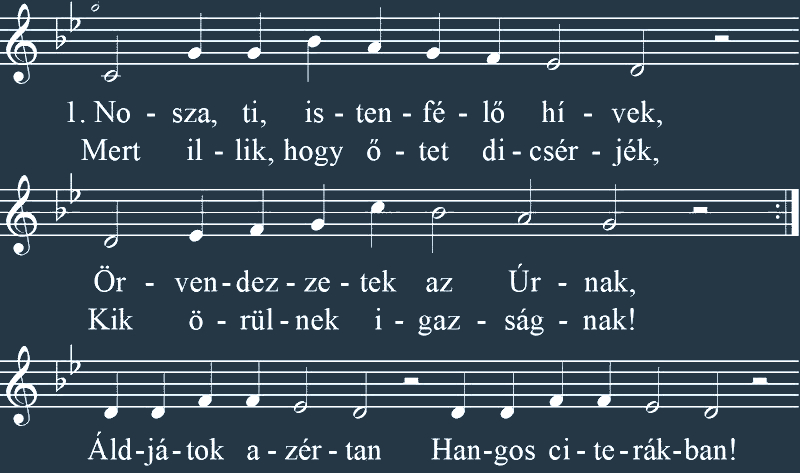 1. No - sza, ti, is - ten - fé - lő hí - vek,
Mert il - lik, hogy ő - tet di - csér - jék,
Ör - ven - dez - ze - tek az Úr - nak,
Kik ö - rül - nek i - gaz - ság - nak!
Áld - já - tok a - zér - tan Han - gos ci - te - rák - ban!